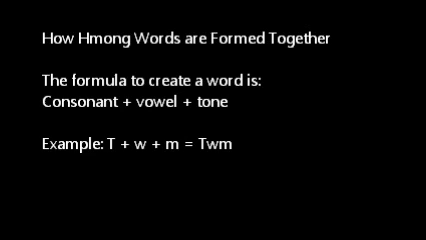 How Hmong Words are Formed Together
The formula to create a word is:
Consonant + vowel + tone
Example: T + w + m = Twm